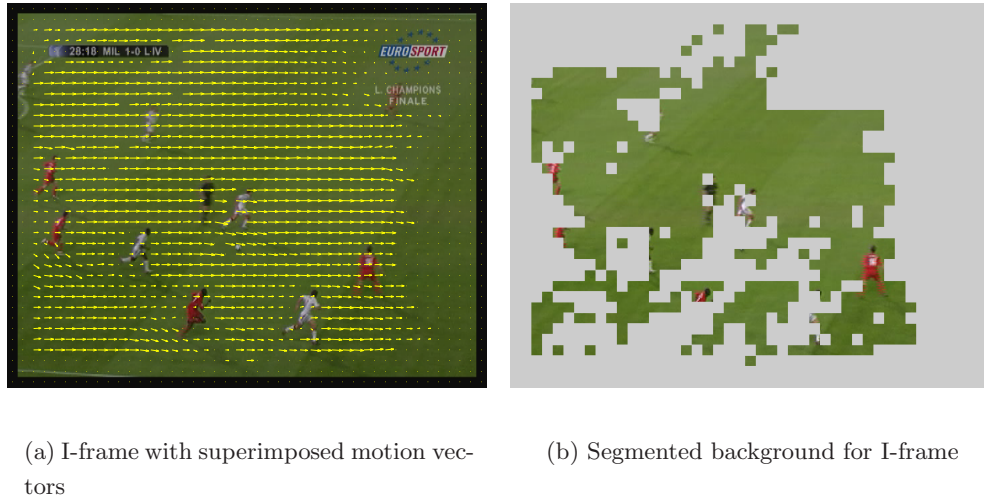 28:18 MIL 1-0 LIV
EUROSPORT
L. CHAMPIONS
FINALE
(a) I-frame with superimposed motion vec-
tors
(b) Segmented background for I-frame